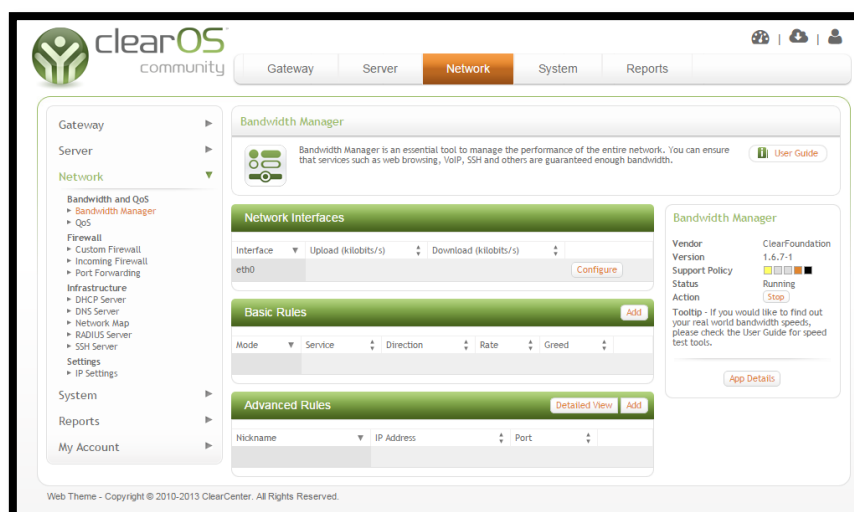 clearOS
community
Gateway
Server
Network
System
Reports
Gateway
Server
Network
Bandwidth and QoS
Bandwidth Manager
QoS
Firewall
Custom Firewall
Incoming Firewall
Port Forwarding
Infrastructure
DHCP Server
DNS Server
Network Map
RADIUS Server
SSH Server
Settings
IP Settings
System
Reports
My Account
Bandwidth Manager
Bandwidth Manager is an essential tool to manage the performance of the entire network. You can ensure
that services such as web browsing, VoIP, SSH and others are guaranteed enough bandwidth.
User Guide
Network Interfaces
Interface Upload (kilobits/s) Download (kilobits/s)
eth0 Configure
Basic Rules Add
Mode Service Direction Rate Greed
Advanced Rules Detailed View Add
Nickname IP Address Port
Bandwidth Manager
Vendor ClearFoundation
Version 1.6.7-1
Support Policy
Status Running
Action Stop
Tooltip - If you would like to find out
your real world bandwidth speeds,
please check the User Guide for speed
test tools.
App Details
Web Theme - Copyright © 2010-2013 ClearCenter. All Rights Reserved.